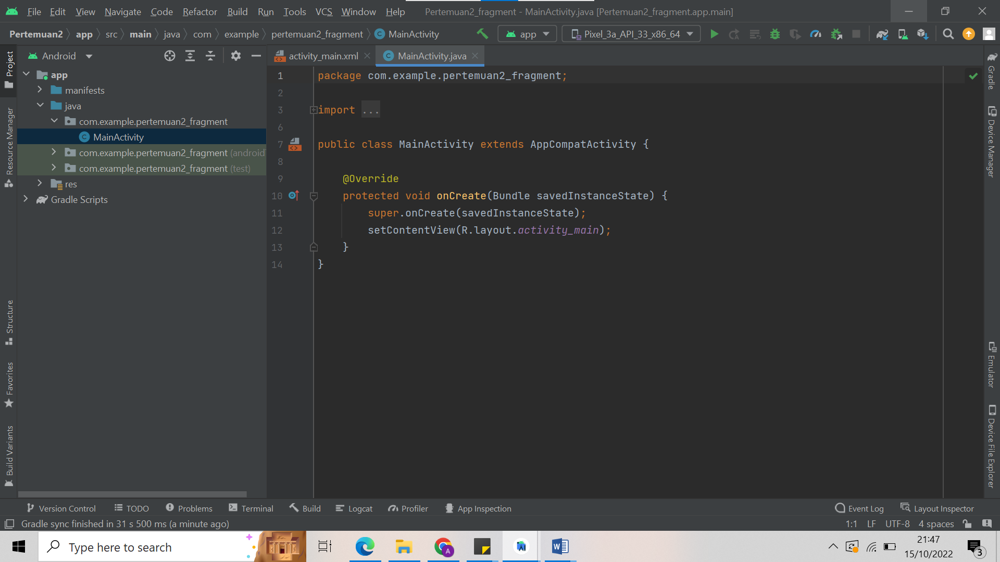 File Edit View Navigate Code Refactor Build Run Tools VCS Window Help Pertemuan2_fragment - MainActivity.java [Pertemuan2_fragment.app.main]
Pertemuan2 app src main java com example pertemuan2_fragment MainActivity app Pixel_3a_API_33_x86_64
Android
activity_main.xml MainActivity.java
Project
Resource Manager
Structure
Favorites
Build Variants
app
manifests
java
com.example.pertemuan2_fragment
MainActivity
com.example.pertemuan2_fragment (android
com.example.pertemuan2_fragment (test)
res
Gradle Scripts
1 package com.example.pertemuan2_fragment;
2
3 import ...
6
7 public class MainActivity extends AppCompatActivity {
8
9 @Override
10 protected void onCreate(Bundle savedInstanceState) {
11 super.onCreate(savedInstanceState);
12 setContentView(R.layout.activity_main);
13 }
14 }
Gradle
Device Manager
Emulator
Device File Explorer
Version Control TODO Problems Terminal Build Logcat Profiler App Inspection Event Log Layout Inspector
Gradle sync finished in 31 s 500 ms (a minute ago) 1:1 LF UTF-8 4 spaces
Type here to search
21:47
15/10/2022
3